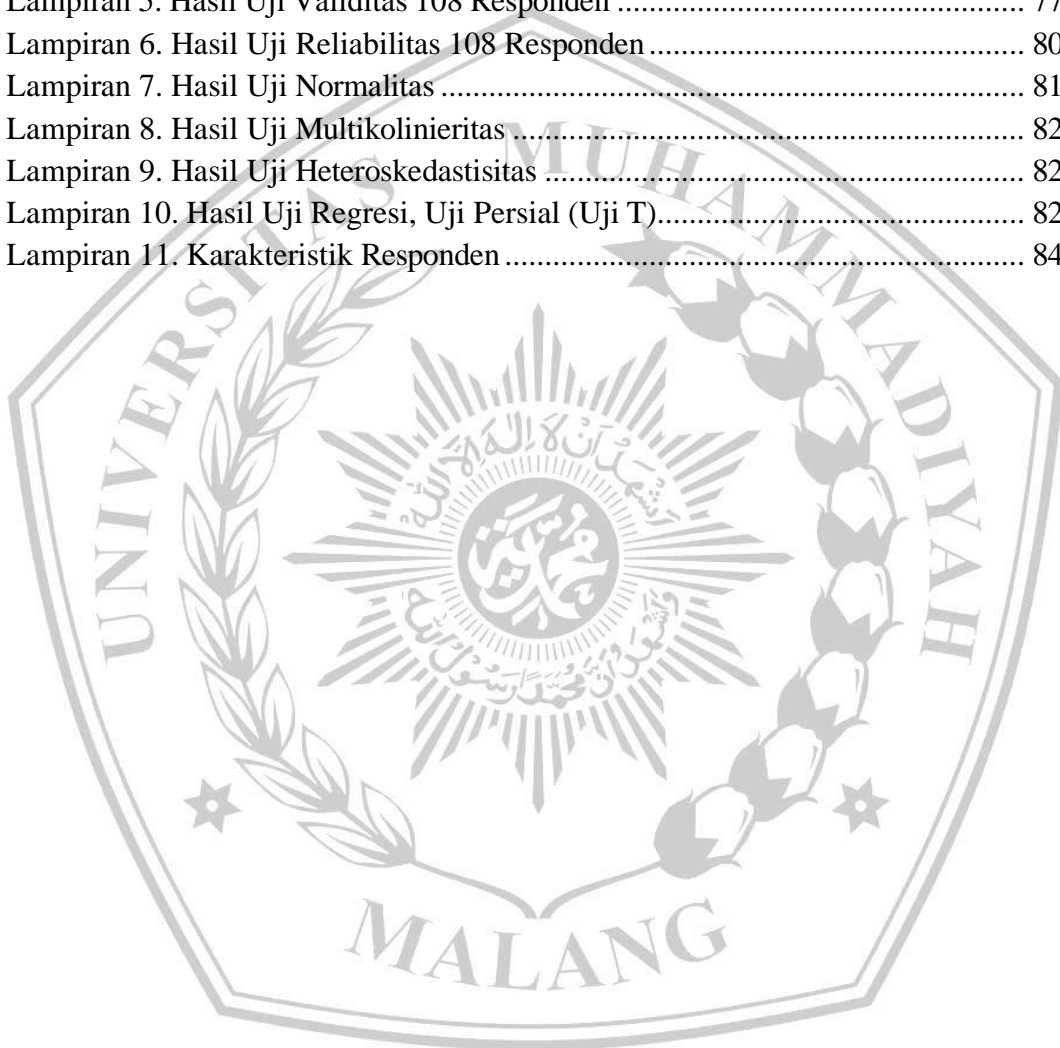 Lampiran 5. Hasil Uji Validitas 108 Responden ................................................... 77
Lampiran 6. Hasil Uji Reliabilitas 108 Responden ............................................... 80
Lampiran 7. Hasil Uji Normalitas ......................................................................... 81
Lampiran 8. Hasil Uji Multikolinieritas ................................................................ 82
Lampiran 9. Hasil Uji Heteroskedastisitas ............................................................ 82
Lampiran 10. Hasil Uji Regresi, Uji Persial (Uji T).............................................. 82
Lampiran 11. Karakteristik Responden ................................................................. 84
UNIVERSITAS MUHAMMADIYAH
MALANG